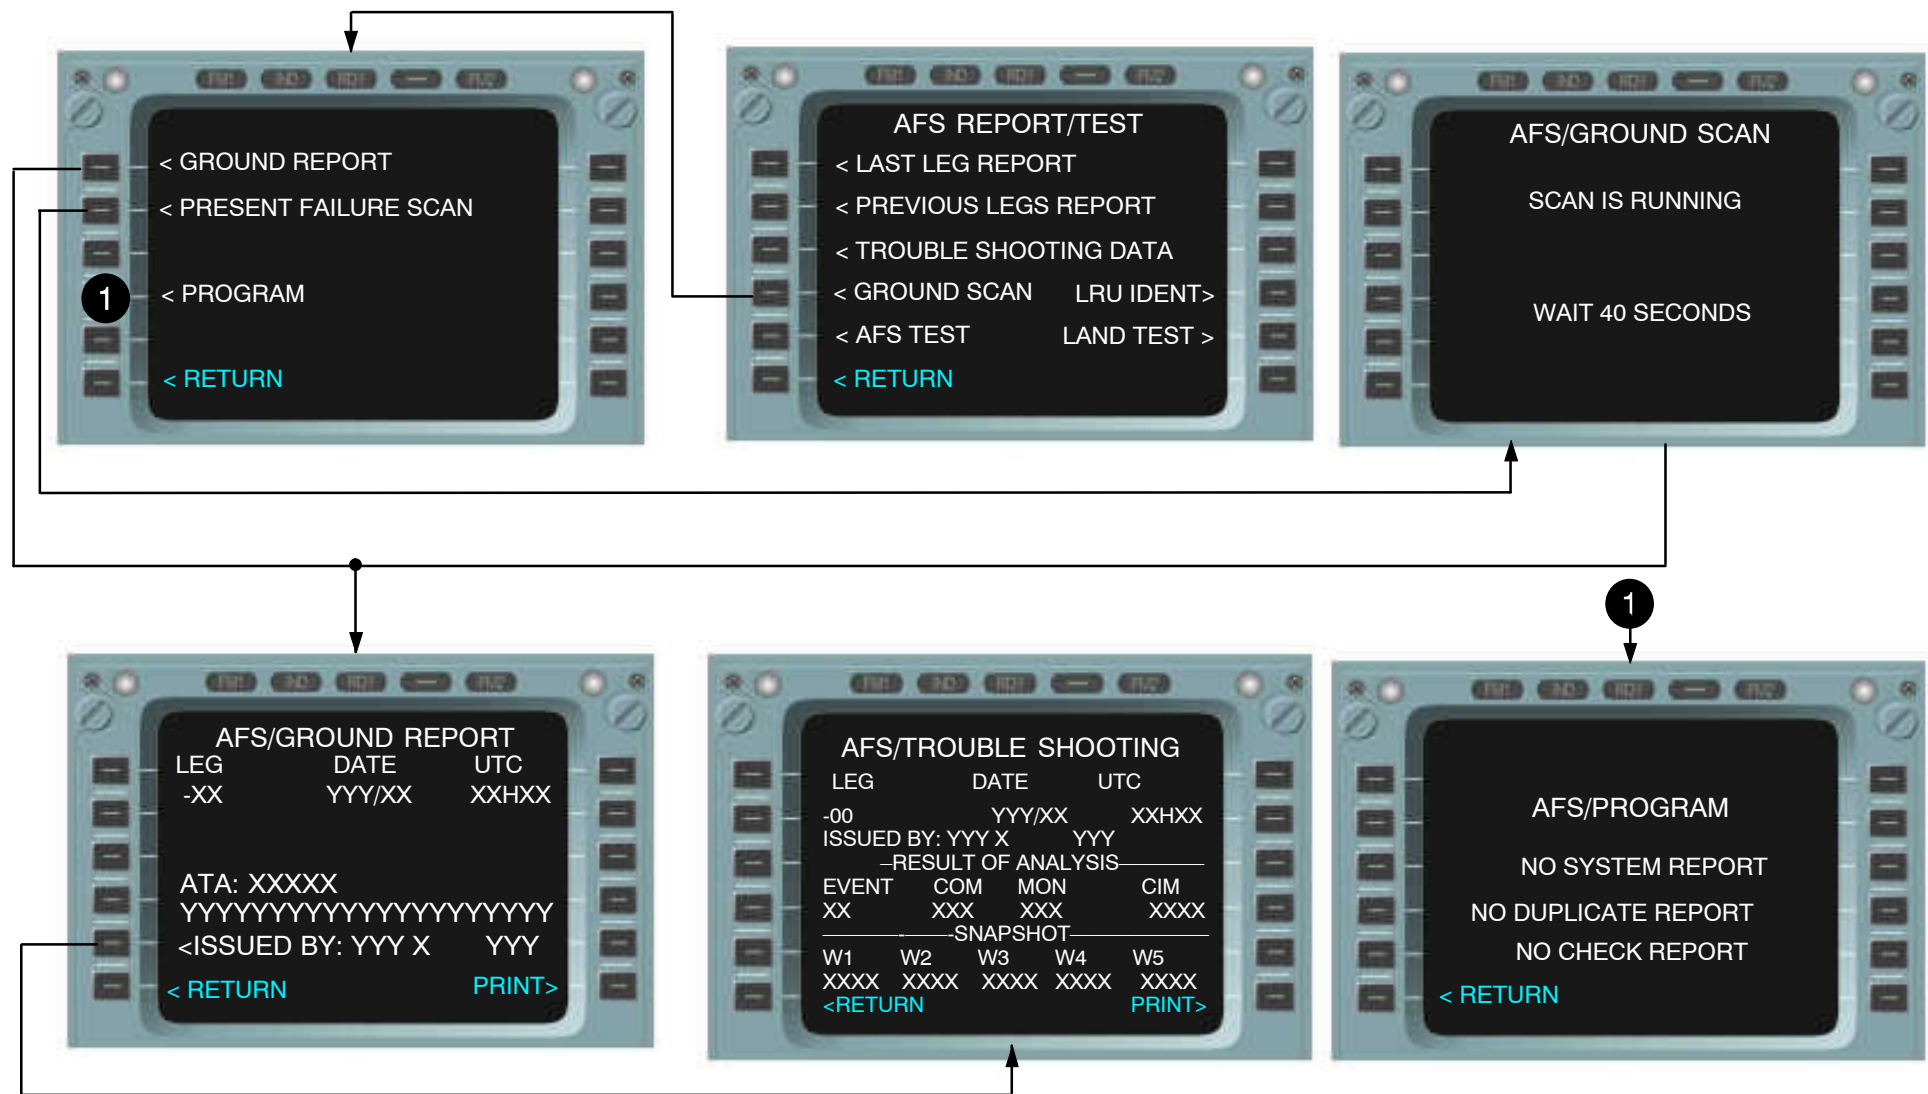 < GROUND REPORT
< PRESENT FAILURE SCAN
1
< PROGRAM
< RETURN
AFS REPORT/TEST
< LAST LEG REPORT
< PREVIOUS LEGS REPORT
< TROUBLE SHOOTING DATA
< GROUND SCAN LRU IDENT>
< AFS TEST LAND TEST >
< RETURN
AFS/GROUND SCAN
SCAN IS RUNNING
WAIT 40 SECONDS
AFS/GROUND REPORT
LEG DATE UTC
-XX YYY/XX XXHXX
ATA: XXXXX
YYYYYYYYYYYYYYYYYYYYY
<ISSUED BY: YYY X YYY
< RETURN PRINT>
AFS/TROUBLE SHOOTING
LEG DATE UTC
-00 YYY/XX XXHXX
ISSUED BY: YYY X YYY
RESULT OF ANALYSIS
EVENT COM MON CIM
XX XXX XXX XXXX
SNAPSHOT
W1 W2 W3 W4 W5
XXXX XXXX XXXX XXXX XXXX
<RETURN PRINT>
1
AFS/PROGRAM
NO SYSTEM REPORT
NO DUPLICATE REPORT
NO CHECK REPORT
< RETURN